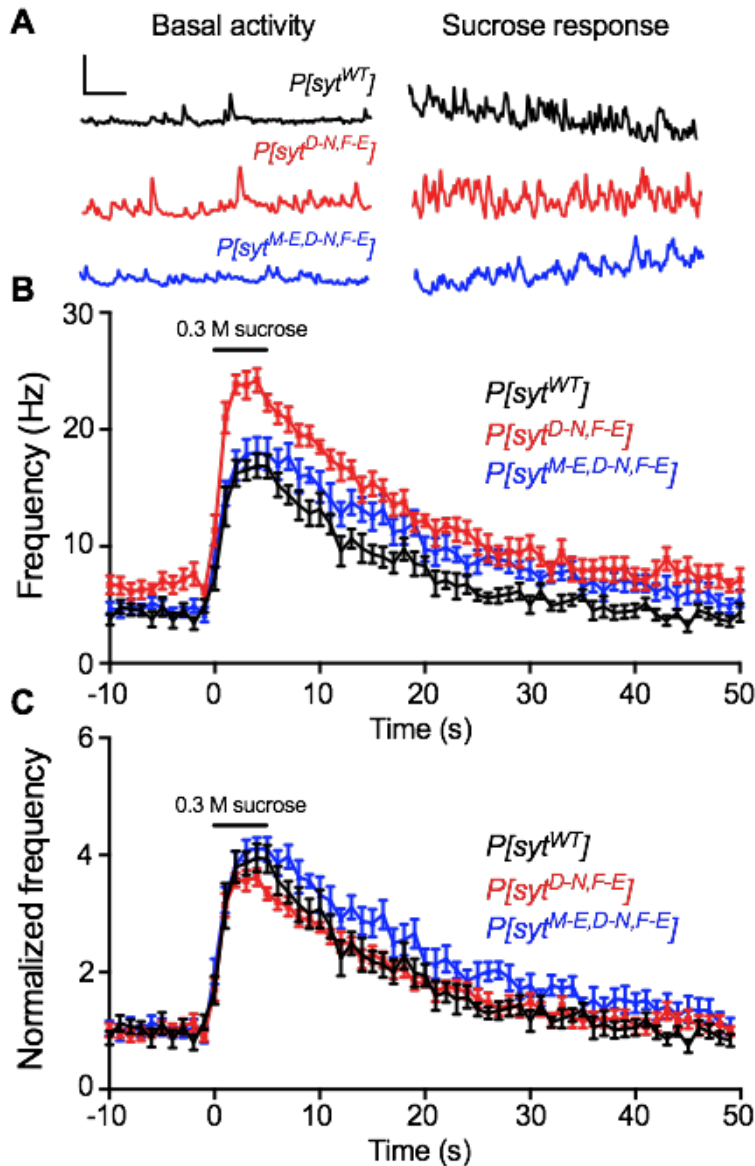 A
Basal activity
Sucrose response
P[syt^WT]
P[syt^D-N,F-E]
P[syt^M-E,D-N,F-E]
B
30
20
10
0
Frequency (Hz)
0.3 M sucrose
P[syt^WT]
P[syt^D-N,F-E]
P[syt^M-E,D-N,F-E]
-10 0 10 20 30 40 50
Time (s)
C
6
4
2
0
Normalized frequency
0.3 M sucrose
P[syt^WT]
P[syt^D-N,F-E]
P[syt^M-E,D-N,F-E]
-10 0 10 20 30 40 50
Time (s)